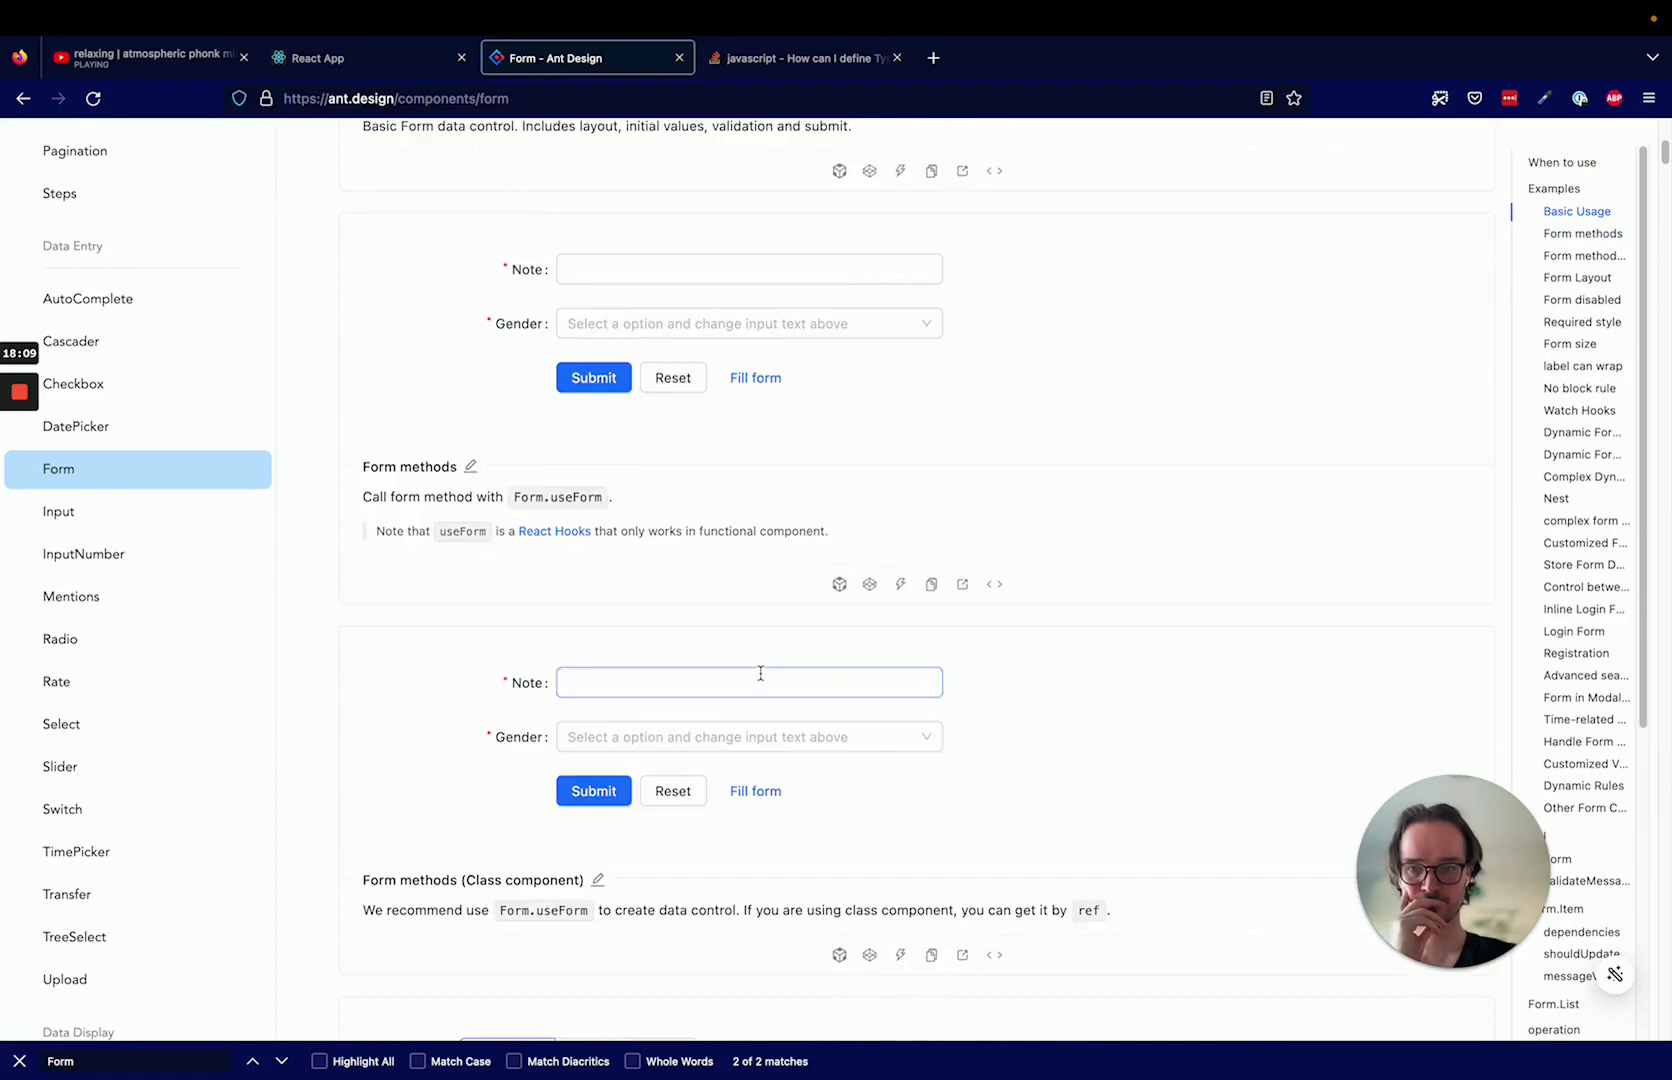 relaxing | atmospheric phonk m
PLAYING
React App
Form - Ant Design
javascript - How can I define Ty
https://ant.design/components/form
ABP
Pagination
Steps
Data Entry
AutoComplete
Cascader
18:09
Checkbox
DatePicker
Form
Input
InputNumber
Mentions
Radio
Rate
Select
Slider
Switch
TimePicker
Transfer
TreeSelect
Upload
Data Display
Basic Form data control. Includes layout, initial values, validation and submit.
* Note :
* Gender : Select a option and change input text above
Submit Reset Fill form
Form methods
Call form method with Form.useForm .
Note that useForm is a React Hooks that only works in functional component.
* Note :
* Gender : Select a option and change input text above
Submit Reset Fill form
Form methods (Class component)
We recommend use Form.useForm to create data control. If you are using class component, you can get it by ref .
When to use
Examples
Basic Usage
Form methods
Form method...
Form Layout
Form disabled
Required style
Form size
label can wrap
No block rule
Watch Hooks
Dynamic For...
Dynamic For...
Complex Dyn...
Nest
complex form ...
Customized F...
Store Form D...
Control betwe...
Inline Login F...
Login Form
Registration
Advanced sea...
Form in Modal...
Time-related ...
Handle Form ...
Customized V...
Dynamic Rules
Other Form C...
orm
alidateMessa...
rm.Item
dependencies
shouldUpdate
messageV
Form.List
operation
Form
Highlight All
Match Case
Match Diacritics
Whole Words
2 of 2 matches